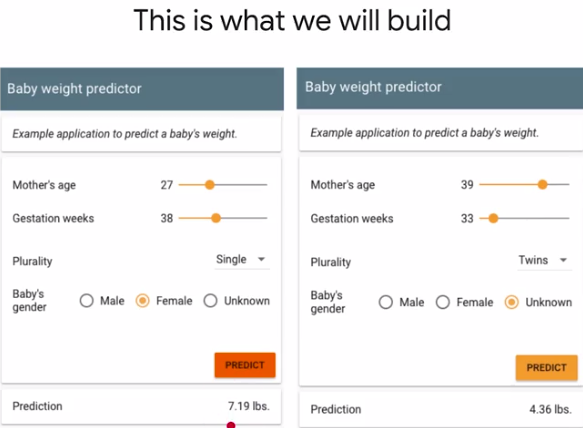 This is what we will build
Baby weight predictor
Example application to predict a baby's weight.
Mother's age 27
Gestation weeks 38
Plurality Single
Baby's gender Male Female Unknown
PREDICT
Prediction 7.19 lbs.
Baby weight predictor
Example application to predict a baby's weight.
Mother's age 39
Gestation weeks 33
Plurality Twins
Baby's gender Male Female Unknown
PREDICT
Prediction 4.36 lbs.